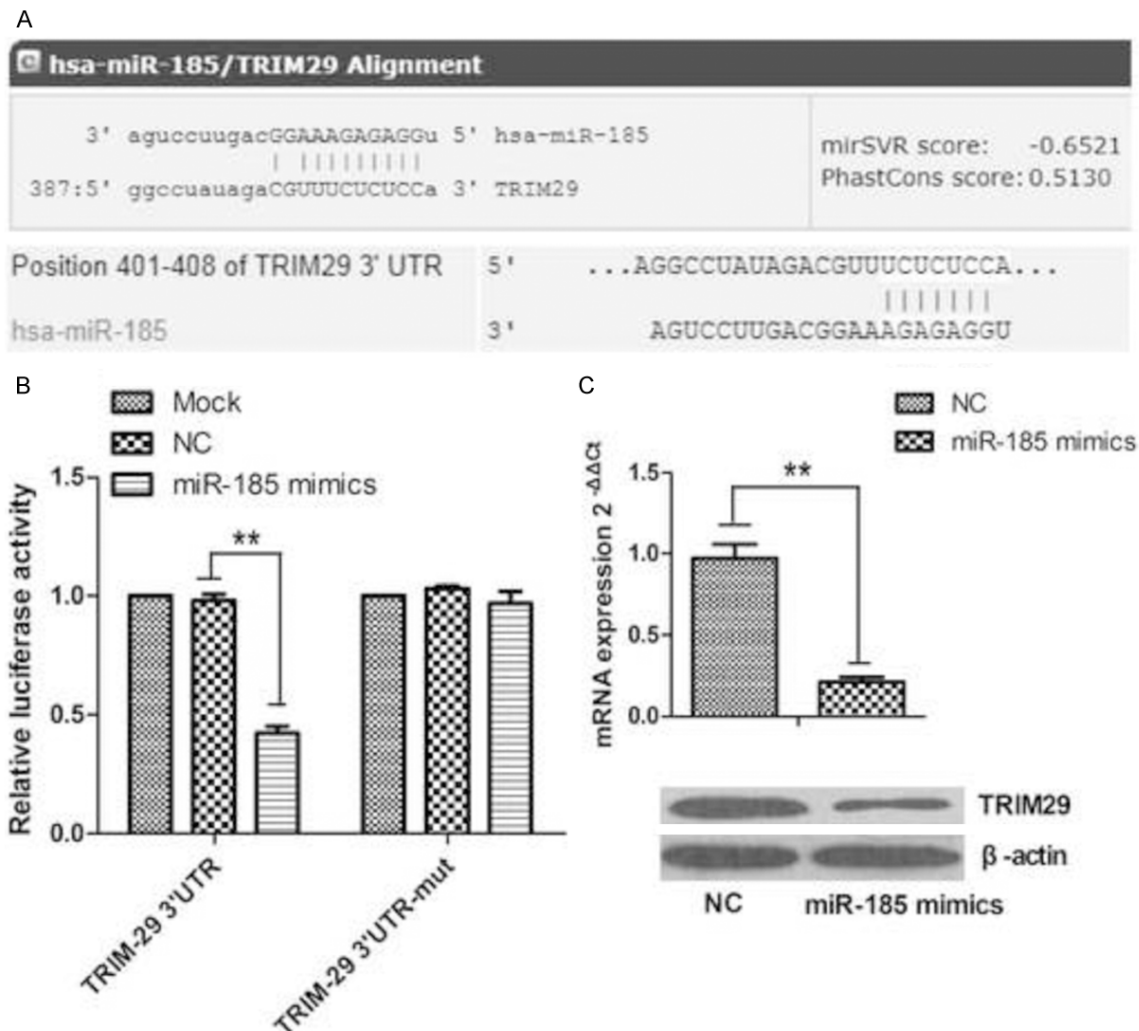 A
C hsa-miR-185/TRIM29 Alignment
3' aguccuugacGGAAAGAGAGGu 5' hsa-miR-185
| |||||||||
387:5' ggccuauagaCGUUUCUCUCCa 3' TRIM29
mirSVR score: -0.6521
PhastCons score: 0.5130
Position 401-408 of TRIM29 3' UTR 5' ...AGGCCUAUAGACGUUUCUCUCCA...
|||||||
hsa-miR-185 3' AGUCCUUGACGGAAAGAGAGGU
B
Mock
NC
miR-185 mimics
Relative luciferase activity
1.5
1.0
0.5
0.0
**
TRIM-29 3'UTR
TRIM-29 3'UTR-mut
C
NC
miR-185 mimics
mRNA expression 2 -ΔΔCt
1.5
1.0
0.5
0.0
**
TRIM29
β-actin
NC miR-185 mimics